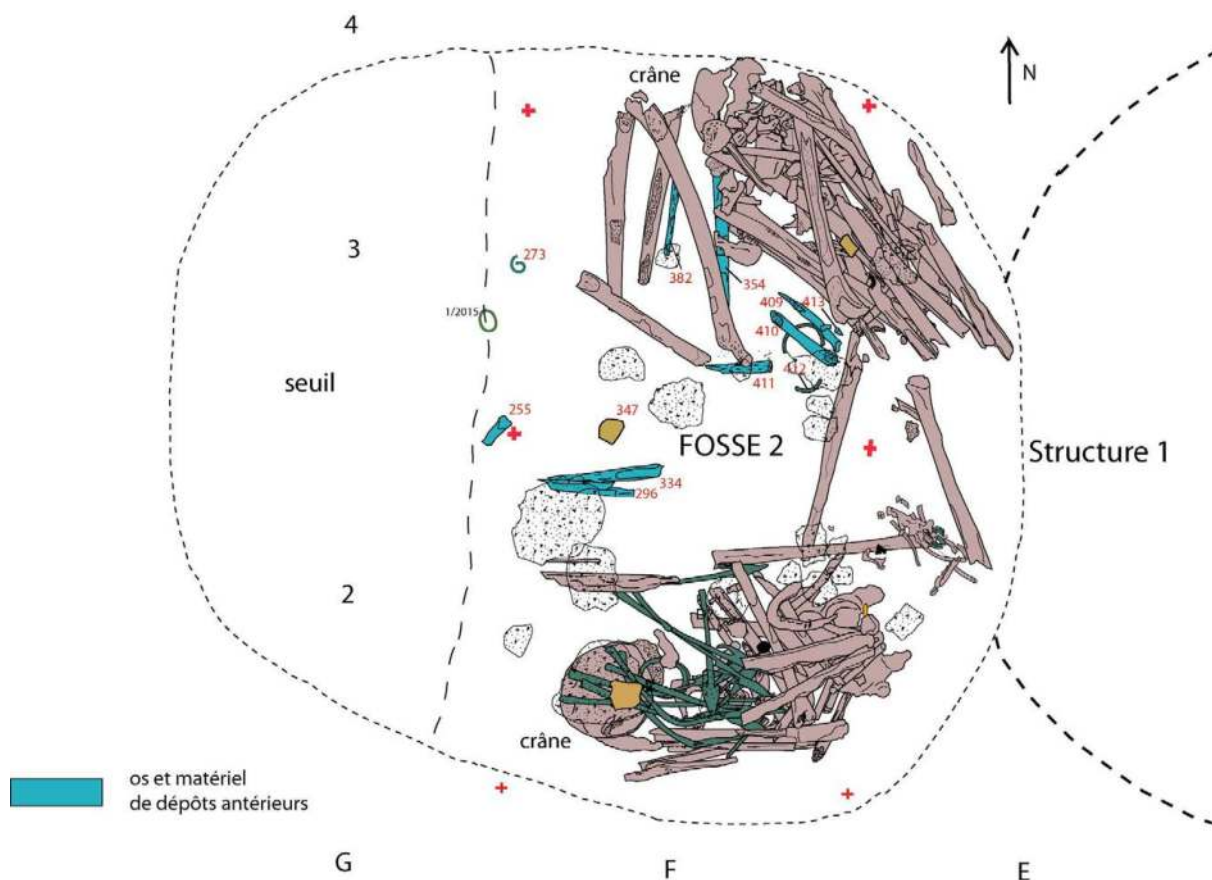 4
crâne
N
3
273
382
354
409
413
1/2015
410
412
411
seuil
255
347
FOSSE 2
Structure 1
334
296
2
crâne
os et matériel
de dépôts antérieurs
G
F
E